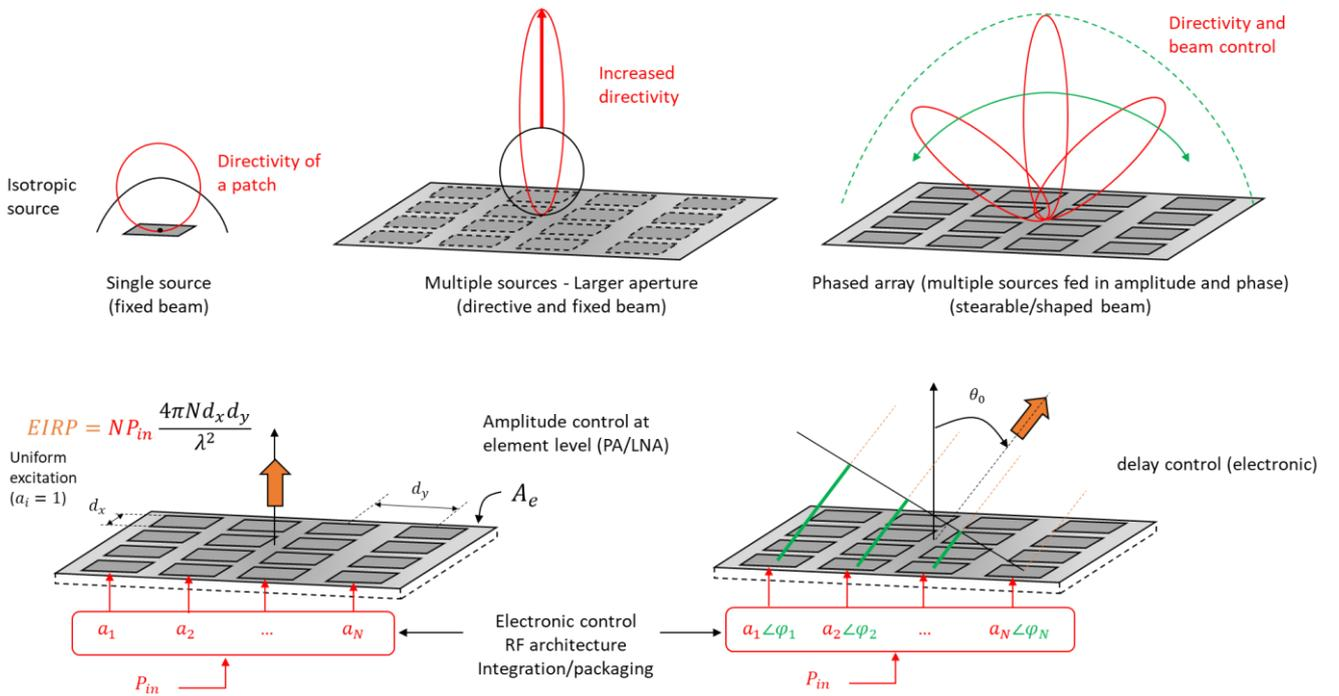 Isotropic
source
Directivity of
a patch
Single source
(fixed beam)
Increased
directivity
Multiple sources - Larger aperture
(directive and fixed beam)
Directivity and
beam control
Phased array (multiple sources fed in amplitude and phase)
(stearable/shaped beam)
EIRP = NP_in 4πNd_xd_y / λ²
Uniform
excitation
(a_i = 1)
d_x
d_y
A_e
Amplitude control at
element level (PA/LNA)
a_1 a_2 ... a_N
P_in
Electronic control
RF architecture
Integration/packaging
θ_0
delay control (electronic)
a_1∠φ_1 a_2∠φ_2 ... a_N∠φ_N
P_in